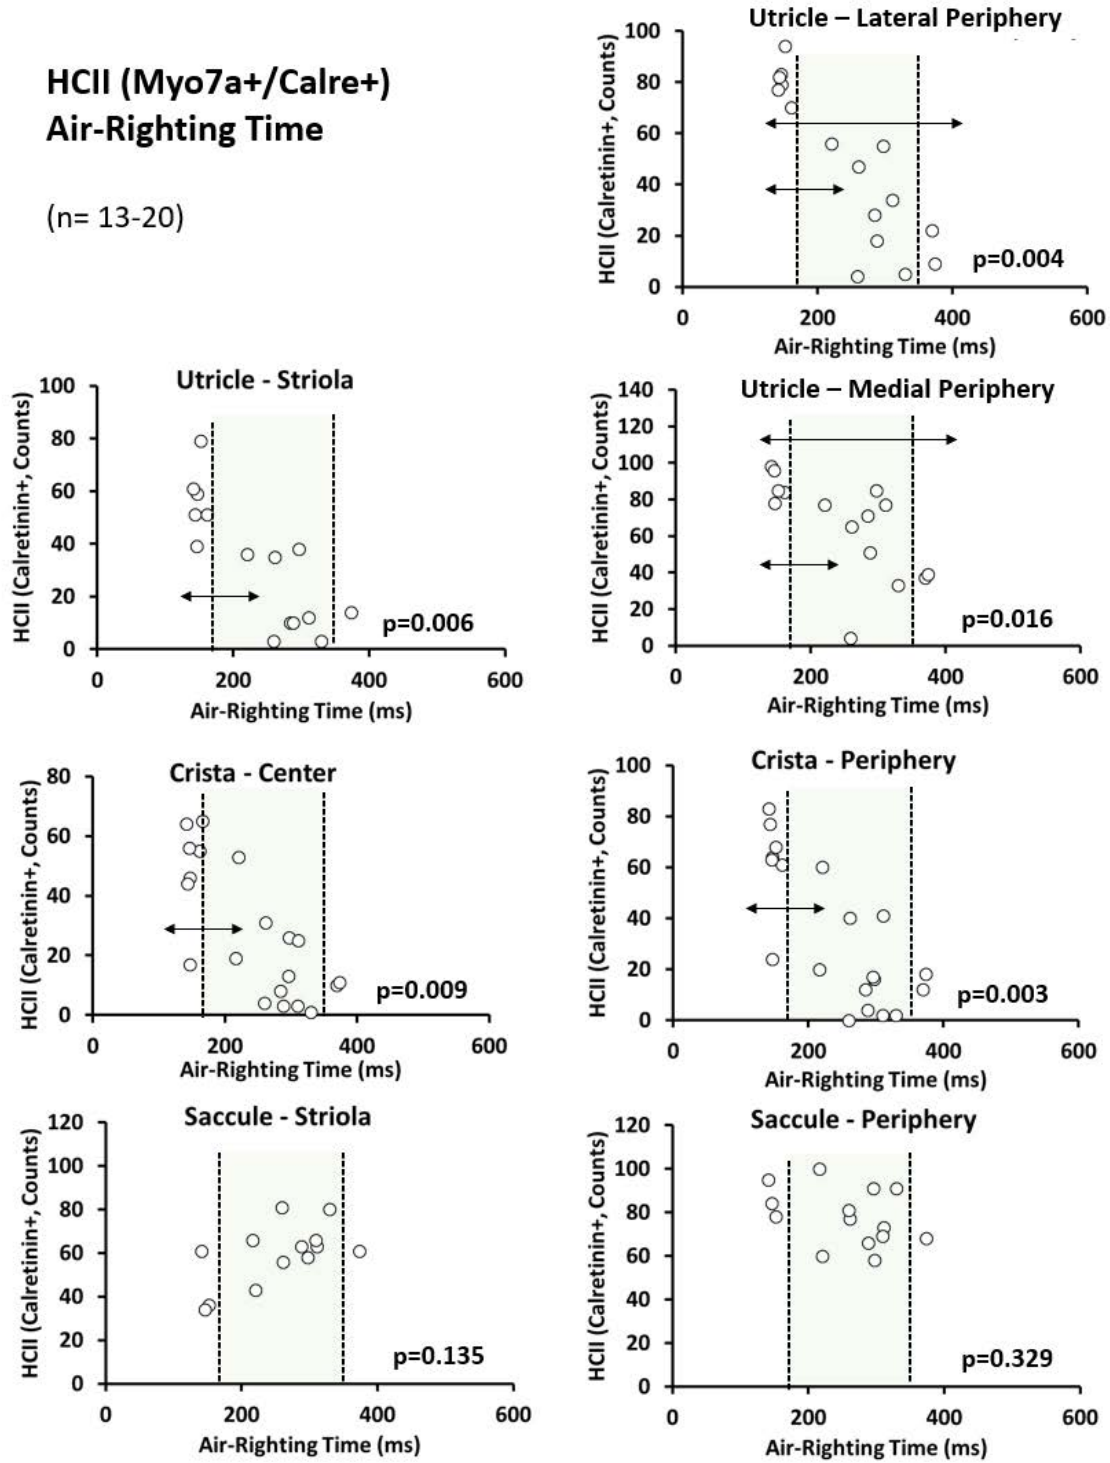 HCII (Myo7a+/Calre+)
Air-Righting Time
(n= 13-20)
Utricle – Lateral Periphery
HCII (Calretinin+, Counts)
100
80
60
40
20
0
p=0.004
0 200 400 600
Air-Righting Time (ms)
Utricle - Striola
HCII (Calretinin+, Counts)
100
80
60
40
20
0
p=0.006
0 200 400 600
Air-Righting Time (ms)
Utricle – Medial Periphery
HCII (Calretinin+, Counts)
140
120
100
80
60
40
20
0
p=0.016
0 200 400 600
Air-Righting Time (ms)
Crista - Center
HCII (Calretinin+, Counts)
80
60
40
20
0
p=0.009
0 200 400 600
Air-Righting Time (ms)
Crista - Periphery
HCII (Calretinin+, Counts)
100
80
60
40
20
0
p=0.003
0 200 400 600
Air-Righting Time (ms)
Saccule - Striola
HCII (Calretinin+, Counts)
120
100
80
60
40
20
0
p=0.135
0 200 400 600
Air-Righting Time (ms)
Saccule - Periphery
HCII (Calretinin+, Counts)
120
100
80
60
40
20
0
p=0.329
0 200 400 600
Air-Righting Time (ms)